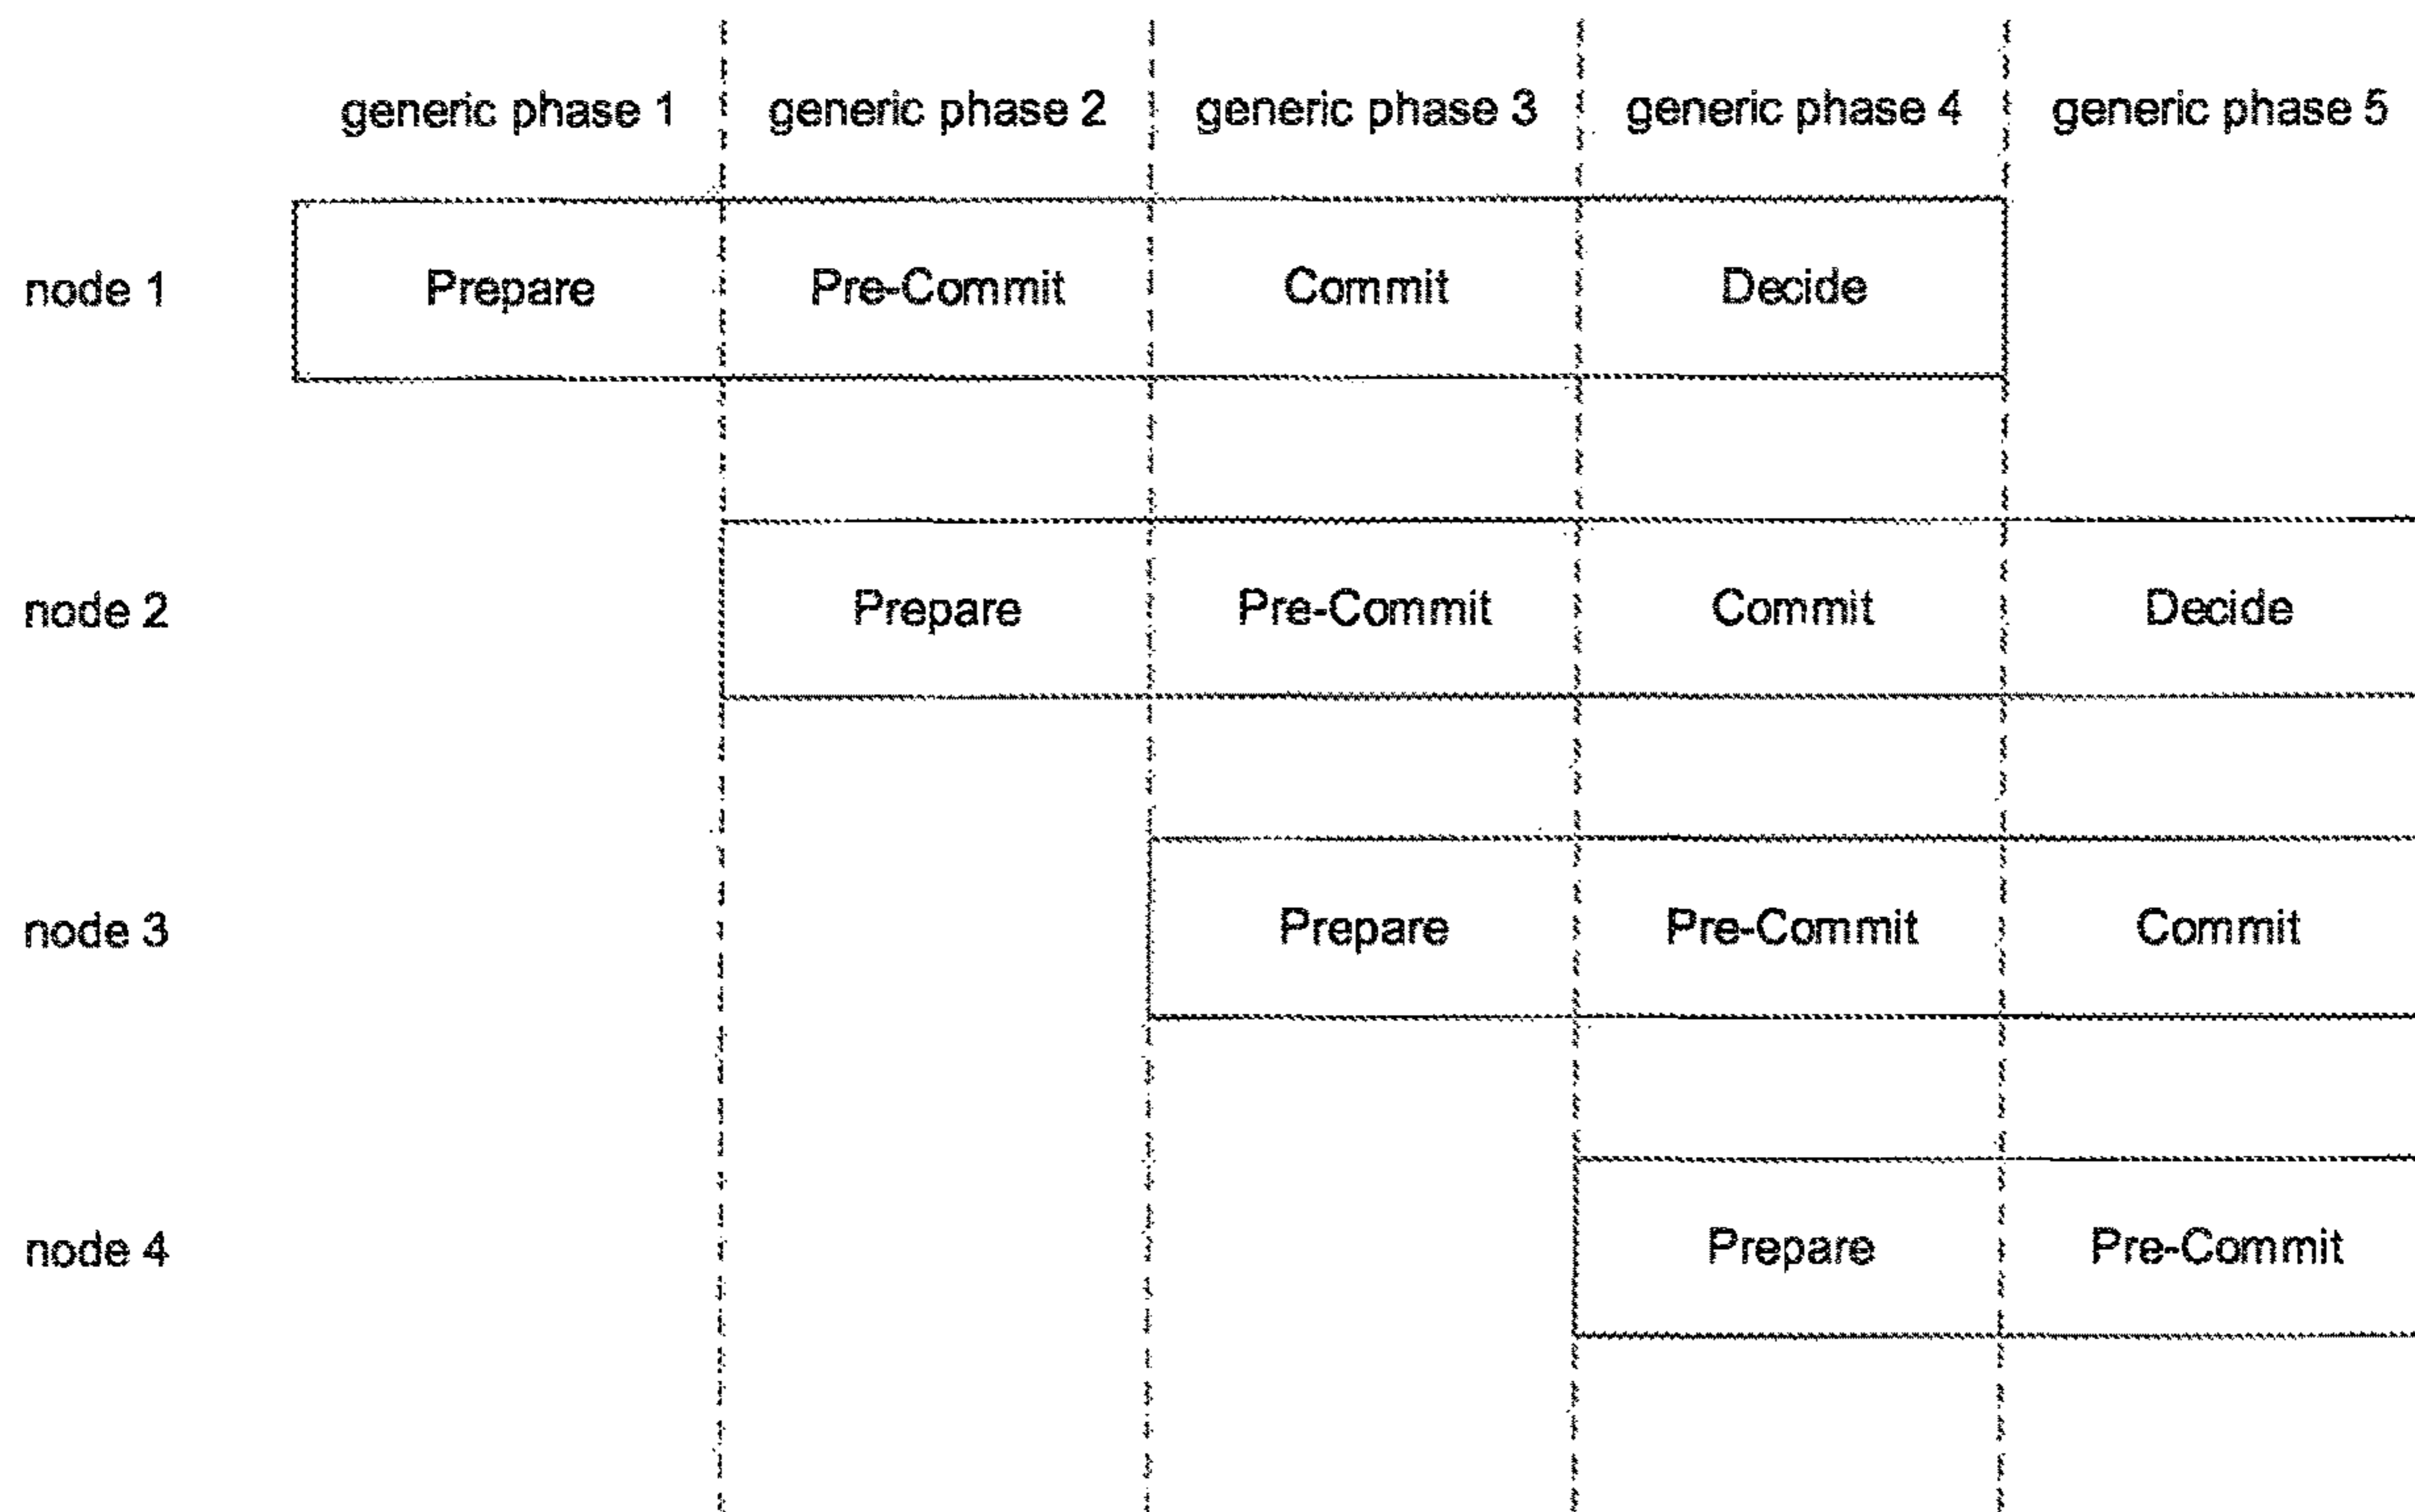 generic phase 1 generic phase 2 generic phase 3 generic phase 4 generic phase 5
node 1 Prepare Pre-Commit Commit Decide
node 2 Prepare Pre-Commit Commit Decide
node 3 Prepare Pre-Commit Commit
node 4 Prepare Pre-Commit